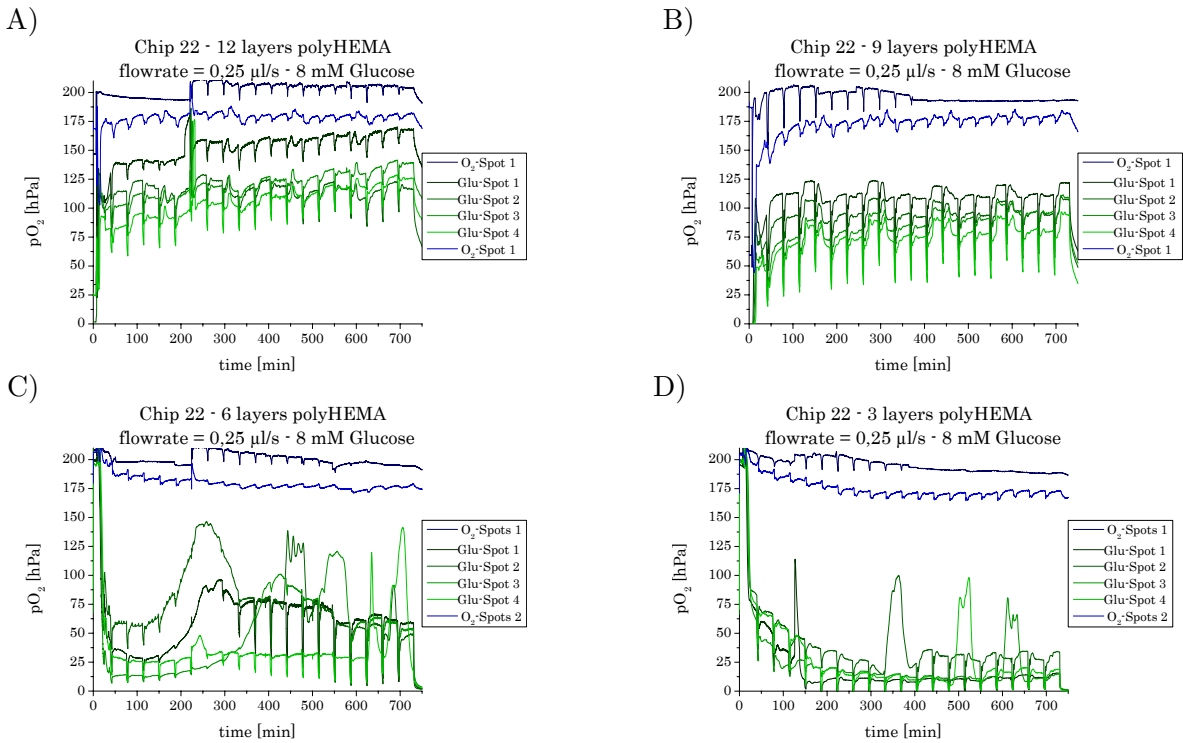 A)
Chip 22 - 12 layers polyHEMA
flowrate = 0,25 µl/s - 8 mM Glucose
200
175
150
125
100
75
50
25
0
pO₂ [hPa]
0 100 200 300 400 500 600 700
time [min]
O₂-Spot 1
Glu-Spot 1
Glu-Spot 2
Glu-Spot 3
Glu-Spot 4
O₂-Spot 1
B)
Chip 22 - 9 layers polyHEMA
flowrate = 0,25 µl/s - 8 mM Glucose
200
175
150
125
100
75
50
25
0
pO₂ [hPa]
0 100 200 300 400 500 600 700
time [min]
O₂-Spot 1
Glu-Spot 1
Glu-Spot 2
Glu-Spot 3
Glu-Spot 4
O₂-Spot 1
C)
Chip 22 - 6 layers polyHEMA
flowrate = 0,25 µl/s - 8 mM Glucose
200
175
150
125
100
75
50
25
0
pO₂ [hPa]
0 100 200 300 400 500 600 700
time [min]
O₂-Spots 1
Glu-Spot 1
Glu-Spot 2
Glu-Spot 3
Glu-Spot 4
O₂-Spots 2
D)
Chip 22 - 3 layers polyHEMA
flowrate = 0,25 µl/s - 8 mM Glucose
200
175
150
125
100
75
50
25
0
pO₂ [hPa]
0 100 200 300 400 500 600 700
time [min]
O₂-Spots 1
Glu-Spot 1
Glu-Spot 2
Glu-Spot 3
Glu-Spot 4
O₂-Spots 2